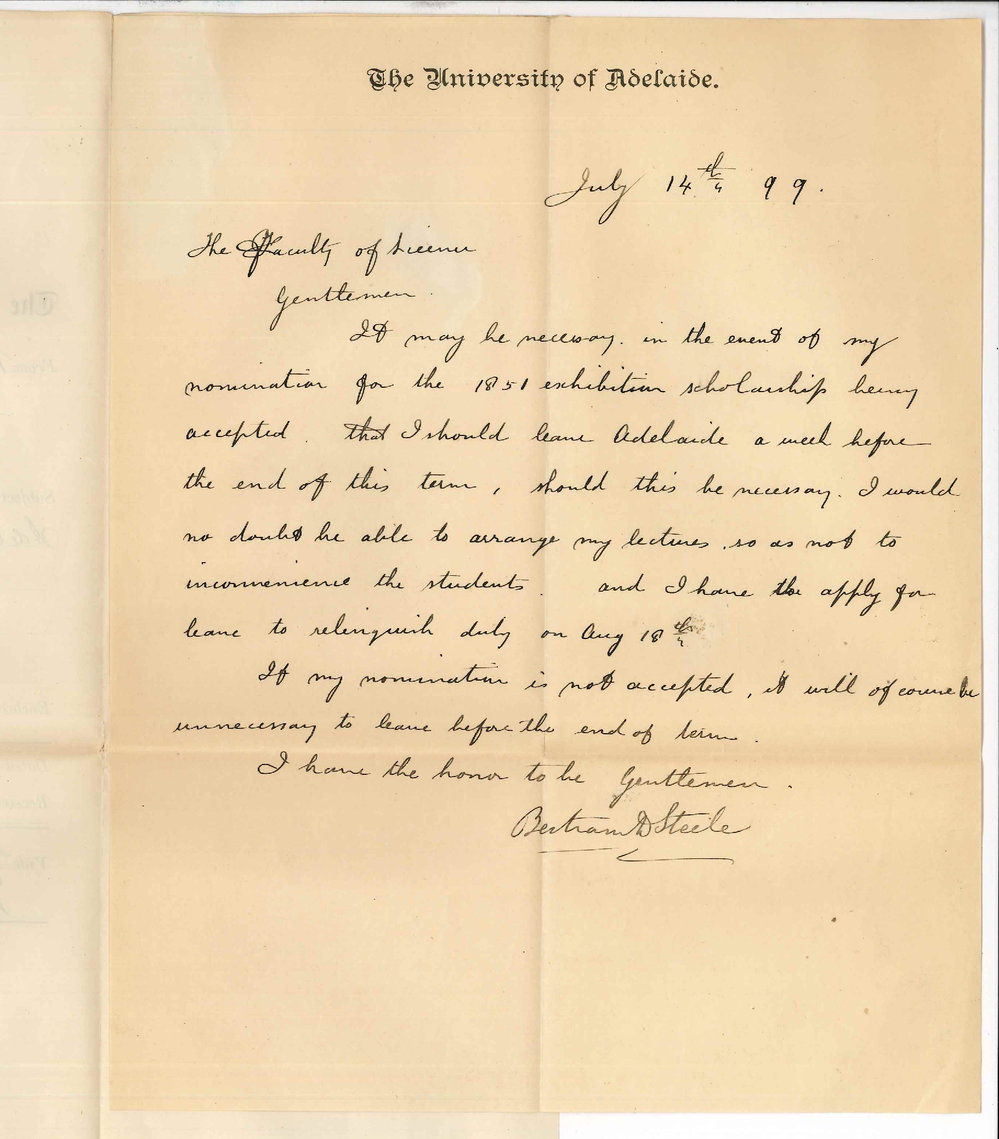 The University of Adelaide.
July 14th 99.
The Faculty of Science
Gentlemen.
It may be necessary. in the event of my
nomination for the 1851 exhibition scholarship being
accepted. that I should leave Adelaide a week before
the end of this term, should this be necessary. I would
no doubt be able to arrange my lectures, so as not to
inconvenience the students. and I have to apply for
leave to relinquish duty on Aug 18th
If my nomination is not accepted, it will of course be
unnecessary to leave before the end of term.
I have the honor to be Gentlemen.
Bertram D Steele
The